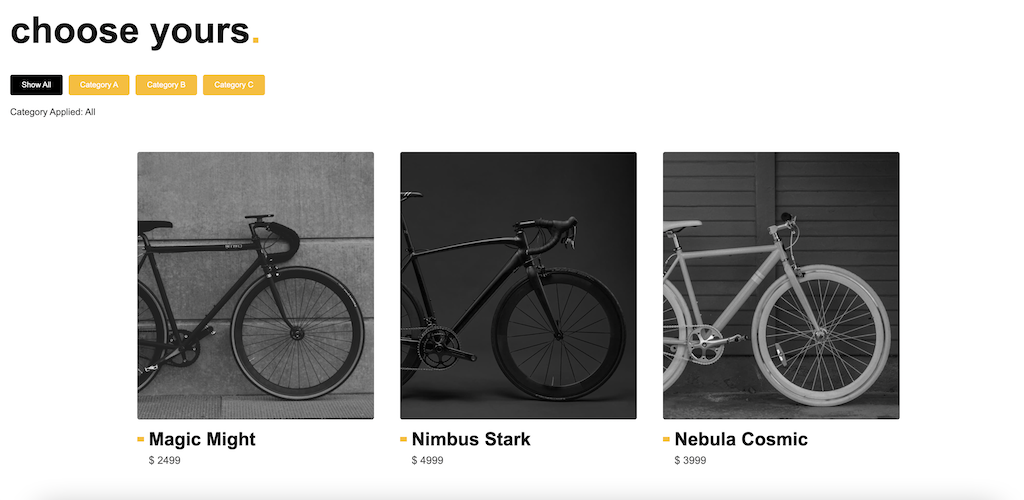 choose yours.
Show All Category A Category B Category C
Category Applied: All
Magic Might Nimbus Stark Nebula Cosmic
$ 2499 $ 4999 $ 3999